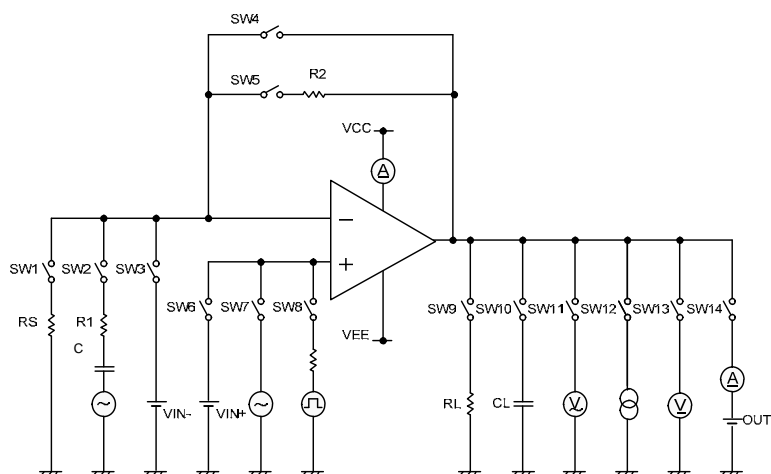 SW4
SW5
R2
VCC
A
−
+
SW1
SW2
SW3
SW6
SW7
SW8
SW9
SW10
SW11
SW12
SW13
SW14
RS
R1
C
VEE
VIN-
VIN+
RL
CL
V
V
A
OUT